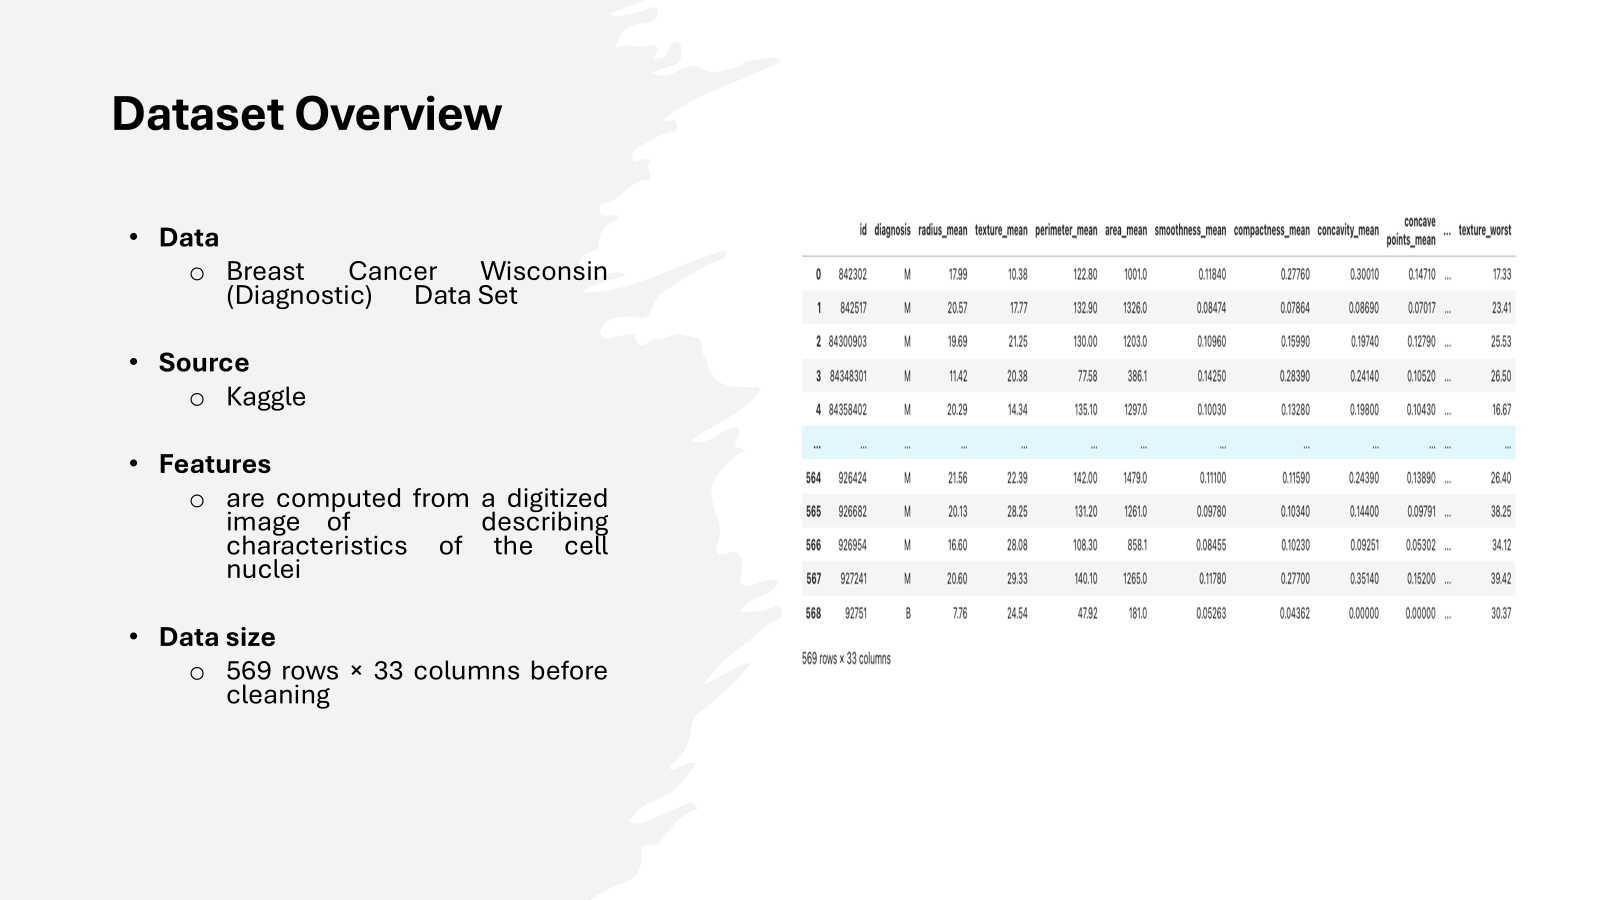 Dataset Overview
• Data
o Breast Cancer Wisconsin
(Diagnostic) Data Set
• Source
o Kaggle
• Features
o are computed from a digitized
image of describing
characteristics of the cell
nuclei
• Data size
o 569 rows × 33 columns before
cleaning
id diagnosis radius_mean texture_mean perimeter_mean area_mean smoothness_mean compactness_mean concavity_mean concave points_mean ... texture_worst
0 842302 M 17.99 10.38 122.80 1001.0 0.11840 0.27760 0.30010 0.14710 ... 17.33
1 842517 M 20.57 17.77 132.90 1326.0 0.08474 0.07864 0.08690 0.07017 ... 23.41
2 84300903 M 19.69 21.25 130.00 1203.0 0.10960 0.15990 0.19740 0.12790 ... 25.53
3 84348301 M 11.42 20.38 77.58 386.1 0.14250 0.28390 0.24140 0.10520 ... 26.50
4 84358402 M 20.29 14.34 135.10 1297.0 0.10030 0.13280 0.19800 0.10430 ... 16.67
... ... ... ... ... ... ... ... ... ... ... ... ...
564 926424 M 21.56 22.39 142.00 1479.0 0.11100 0.11590 0.24390 0.13890 ... 26.40
565 926682 M 20.13 28.25 131.20 1261.0 0.09780 0.10340 0.14400 0.09791 ... 38.25
566 926954 M 16.60 28.08 108.30 858.1 0.08455 0.10230 0.09251 0.05302 ... 34.12
567 927241 M 20.60 29.33 140.10 1265.0 0.11780 0.27700 0.35140 0.15200 ... 39.42
568 92751 B 7.76 24.54 47.92 181.0 0.05263 0.04362 0.00000 0.00000 ... 30.37
569 rows × 33 columns